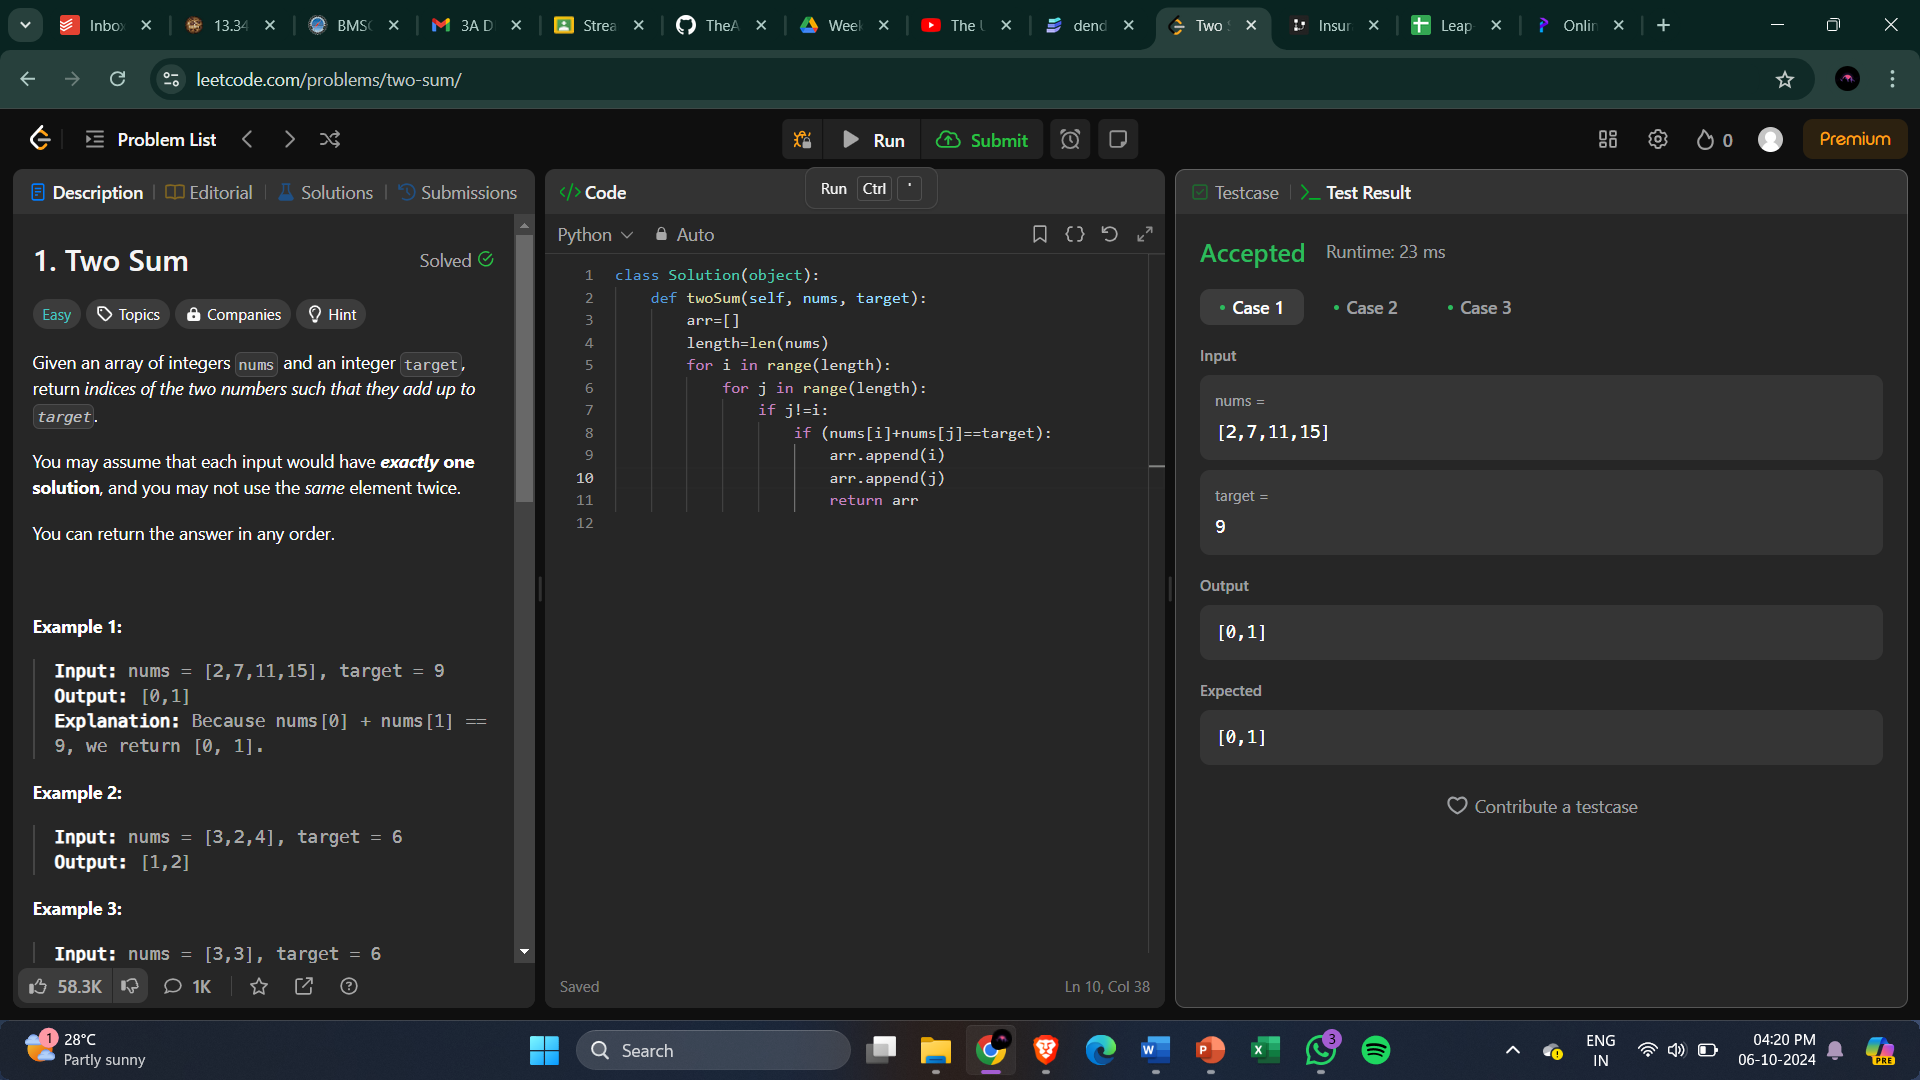 Inbo
13.34
BMSC
3A D
Strea
TheA
Week
The U
dend
Two S
Insur
Leap
Onlin
leetcode.com/problems/two-sum/
Problem List
Run
Submit
0
Premium
Description
Editorial
Solutions
Submissions
Code
Run Ctrl '
Testcase
Test Result
Python
Auto
1. Two Sum
Solved
Easy
Topics
Companies
Hint
Given an array of integers nums and an integer target,
return indices of the two numbers such that they add up to
target.
You may assume that each input would have exactly one
solution, and you may not use the same element twice.
You can return the answer in any order.
Example 1:
Input: nums = [2,7,11,15], target = 9
Output: [0,1]
Explanation: Because nums[0] + nums[1] ==
9, we return [0, 1].
Example 2:
Input: nums = [3,2,4], target = 6
Output: [1,2]
Example 3:
Input: nums = [3,3], target = 6
58.3K
1K
1 class Solution(object):
2 def twoSum(self, nums, target):
3 arr=[]
4 length=len(nums)
5 for i in range(length):
6 for j in range(length):
7 if j!=i:
8 if (nums[i]+nums[j]==target):
9 arr.append(i)
10 arr.append(j)
11 return arr
12
Saved
Ln 10, Col 38
Accepted
Runtime: 23 ms
Case 1
Case 2
Case 3
Input
nums =
[2,7,11,15]
target =
9
Output
[0,1]
Expected
[0,1]
Contribute a testcase
1
28°C
Partly sunny
Search
W
P
X
3
ENG
IN
04:20 PM
06-10-2024
PRE